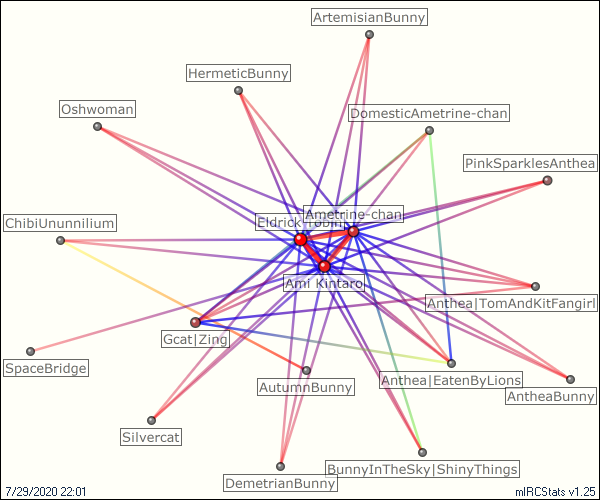 ArtemisianBunny
HermeticBunny
Oshwoman
DomesticAmetrine-chan
PinkSparklesAnthea
Ametrine-chan
ChibiUnunnilium
Ami Kintaro
Anthea|TomAndKitFangirl
Gcat|Zing
SpaceBridge
Anthea|EatenByLions
AutumnBunny
AntheaBunny
Silvercat
BunnyInTheSky|ShinyThings
DemetrianBunny
7/29/2020 22:01
mIRCStats v1.25